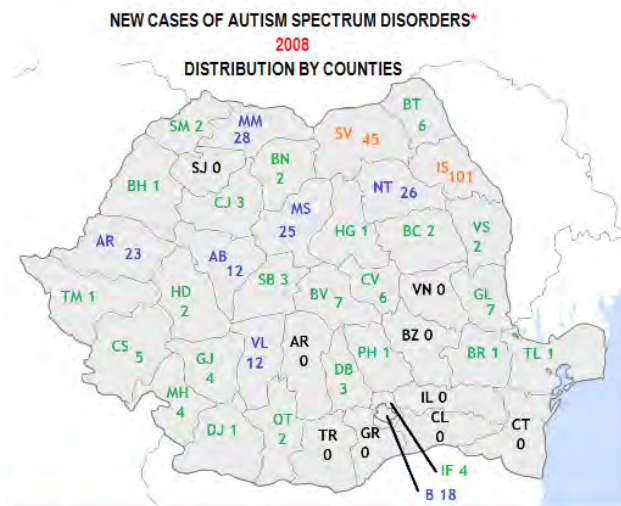 NEW CASES OF AUTISM SPECTRUM DISORDERS*
2008
DISTRIBUTION BY COUNTIES
BT
6
SM 2
MM
28
SV 45
IS 101
SJ 0
BN
2
BH 1
CJ 3
NT 26
MS
25
HG 1
BC 2
VS
2
AR
23
AB
12
SB 3
CV
6
VN 0
GL
7
TM 1
HD
2
BV 7
CS 5
GJ
4
VL
12
AR
0
BZ 0
PH 1
BR 1
TL 1
DB
3
MH
4
IL 0
DJ 1
OT
2
TR
0
GR
0
CL
0
CT
0
IF 4
B 18